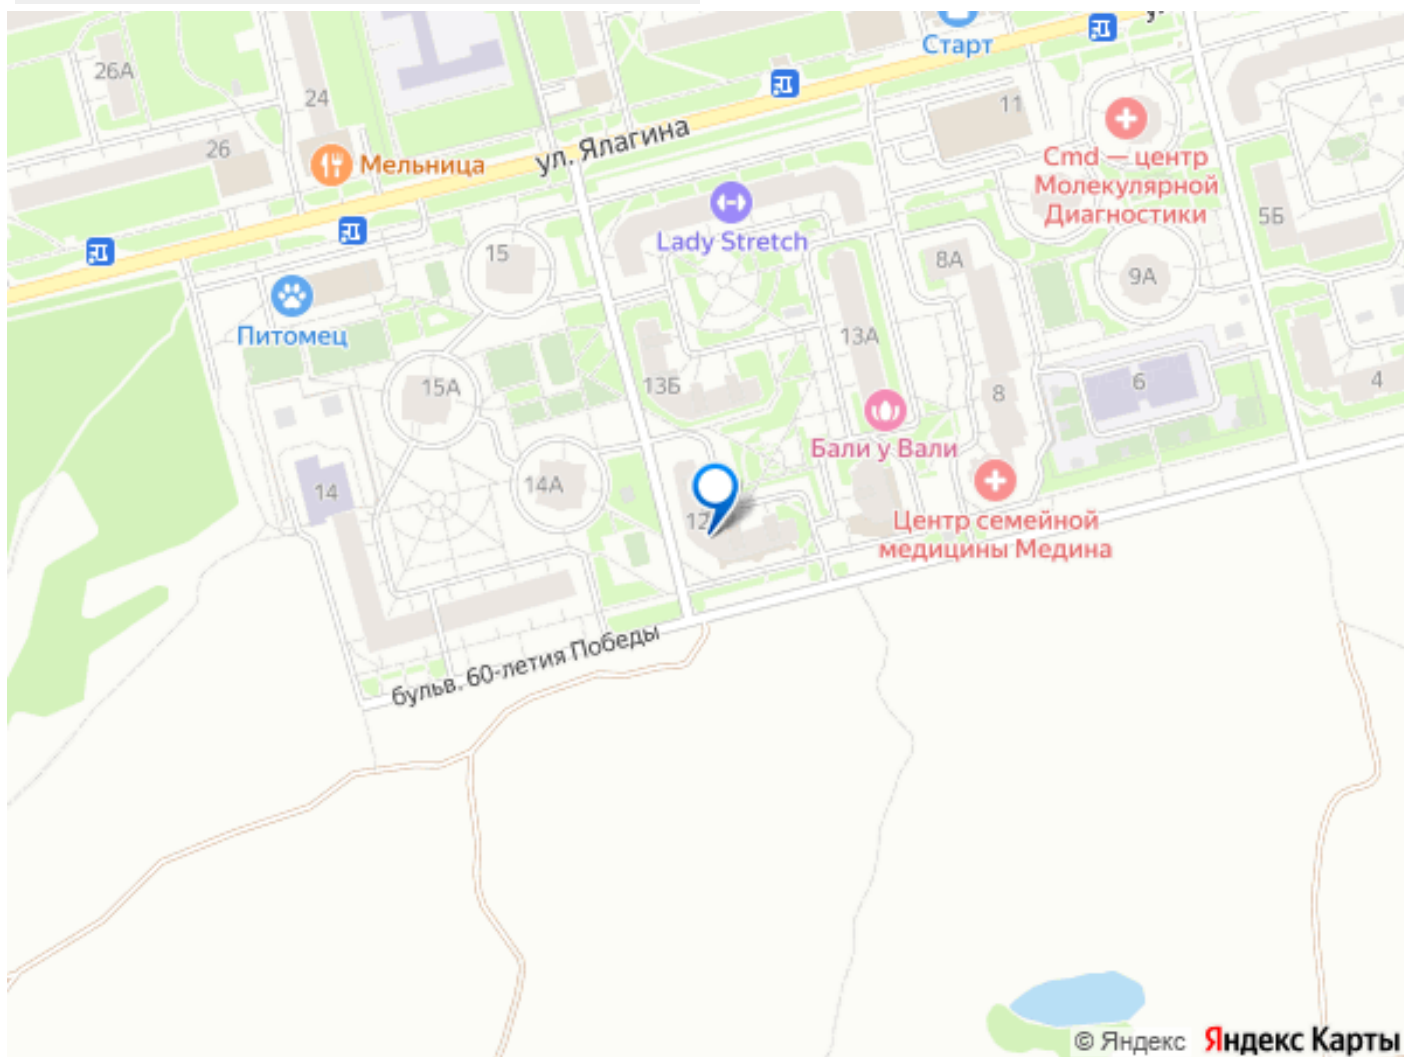 Старт
26А
24
11
26
Мельница
ул. Ялагина
Cmd — центр
Молекулярной
Диагностики
5Б
15
Lady Stretch
8А
9А
Питомец
13А
15А
13Б
8
6
4
Бали у Вали
14
14А
12
Центр семейной
медицины Медина
бульв. 60-летия Победы
© Яндекс Яндекс Карты